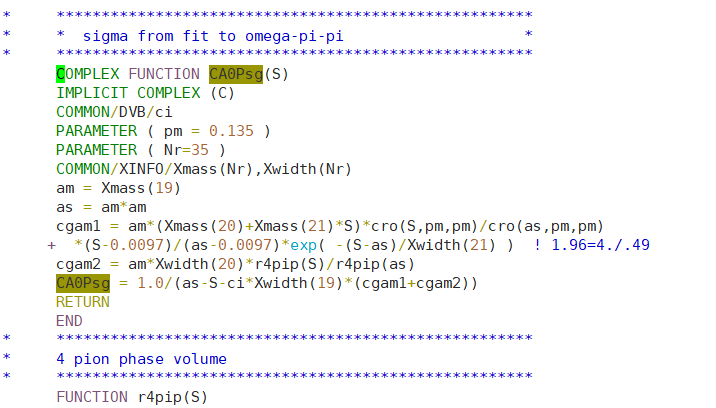 *     *****************************************************
*     *  sigma from fit to omega-pi-pi                    *
*     *****************************************************
      COMPLEX FUNCTION CA0Psg(S)
      IMPLICIT COMPLEX (C)
      COMMON/DVB/ci
      PARAMETER ( pm = 0.135 )
      PARAMETER ( Nr=35 )
      COMMON/XINFO/Xmass(Nr),Xwidth(Nr)
      am = Xmass(19)
      as = am*am
      cgam1 = am*(Xmass(20)+Xmass(21)*S)*cro(S,pm,pm)/cro(as,pm,pm)
     +  *(S-0.0097)/(as-0.0097)*exp( -(S-as)/Xwidth(21) )  ! 1.96=4./.49
      cgam2 = am*Xwidth(20)*r4pip(S)/r4pip(as)
      CA0Psg = 1.0/(as-S-ci*Xwidth(19)*(cgam1+cgam2))
      RETURN
      END
*     *****************************************************
*     4 pion phase volume
*     *****************************************************
      FUNCTION r4pip(S)